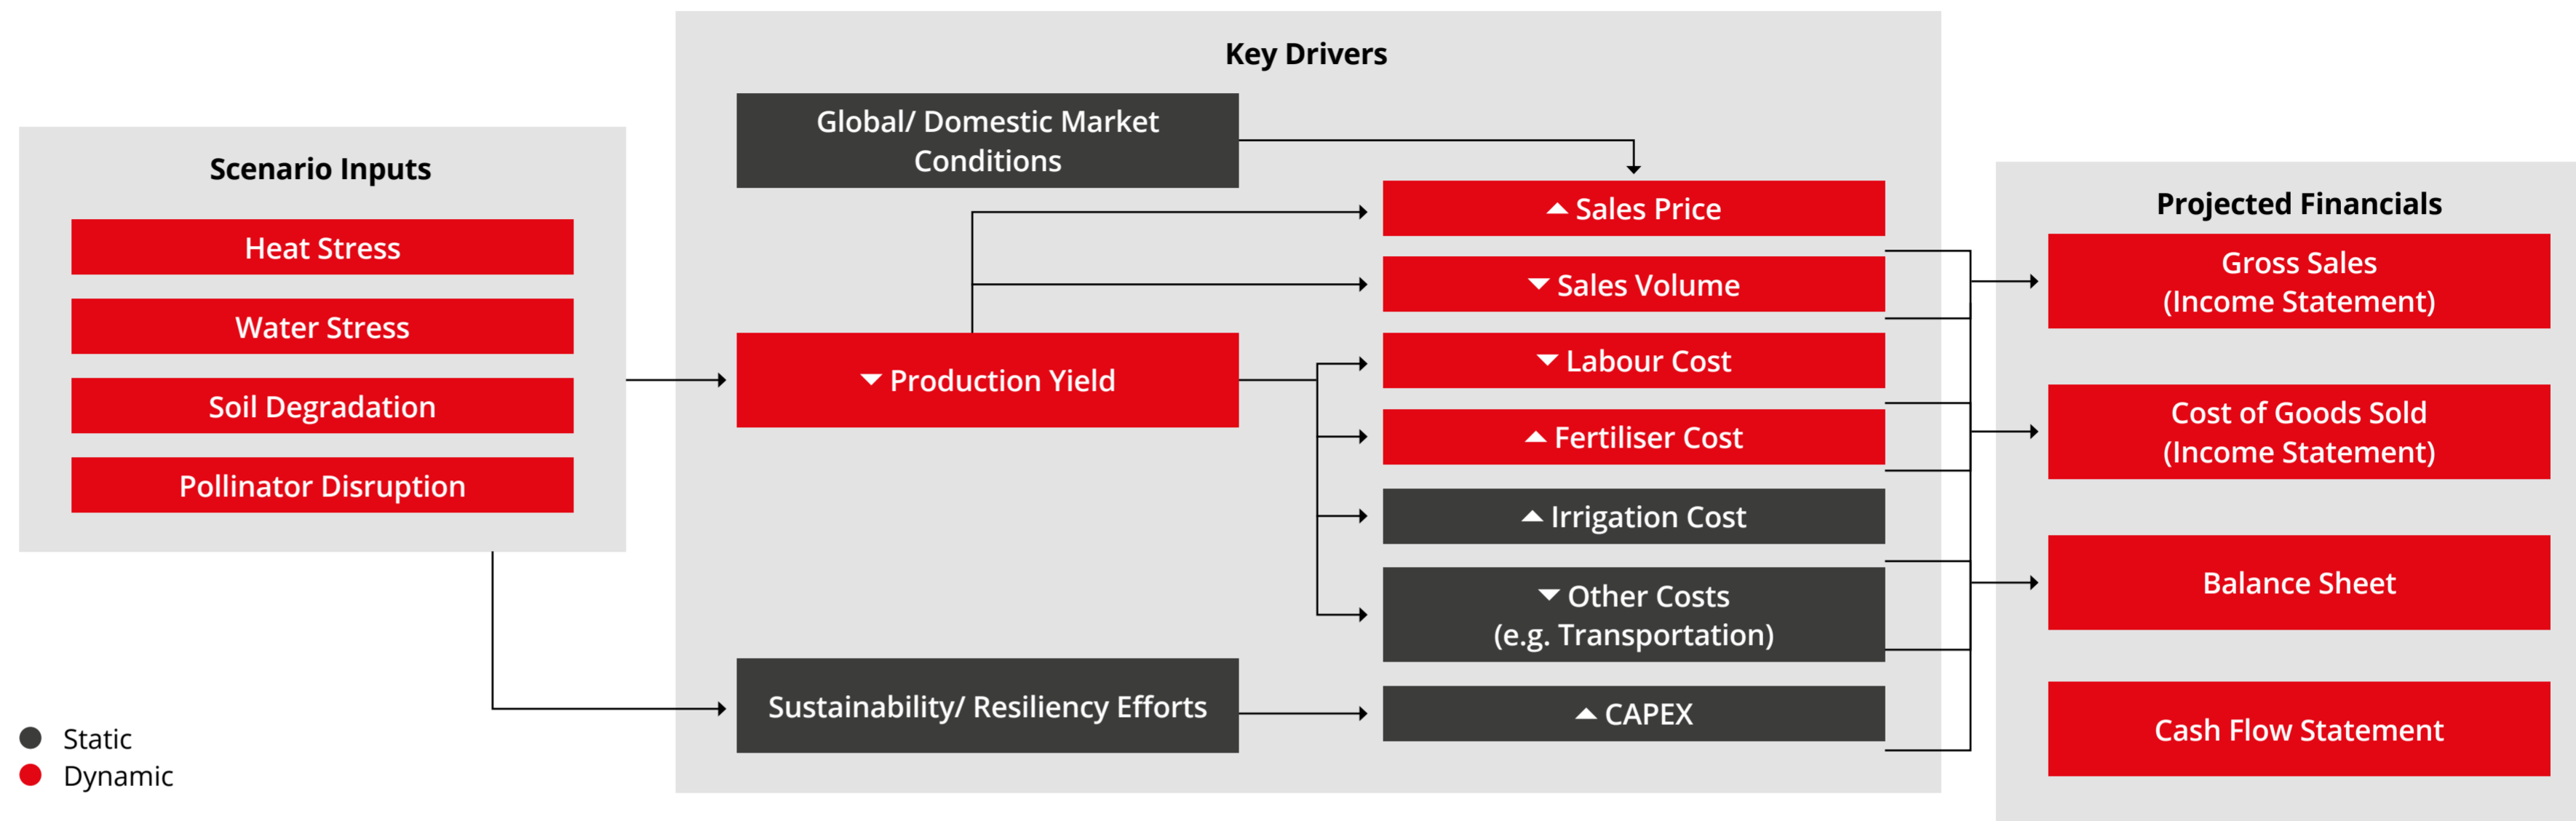 Key Drivers
Scenario Inputs
Heat Stress
Water Stress
Soil Degradation
Pollinator Disruption
Global/ Domestic Market
Conditions
▼ Production Yield
Sustainability/ Resiliency Efforts
▲ Sales Price
▼ Sales Volume
▼ Labour Cost
▲ Fertiliser Cost
▲ Irrigation Cost
▼ Other Costs
(e.g. Transportation)
▲ CAPEX
Projected Financials
Gross Sales
(Income Statement)
Cost of Goods Sold
(Income Statement)
Balance Sheet
Cash Flow Statement
Static
Dynamic